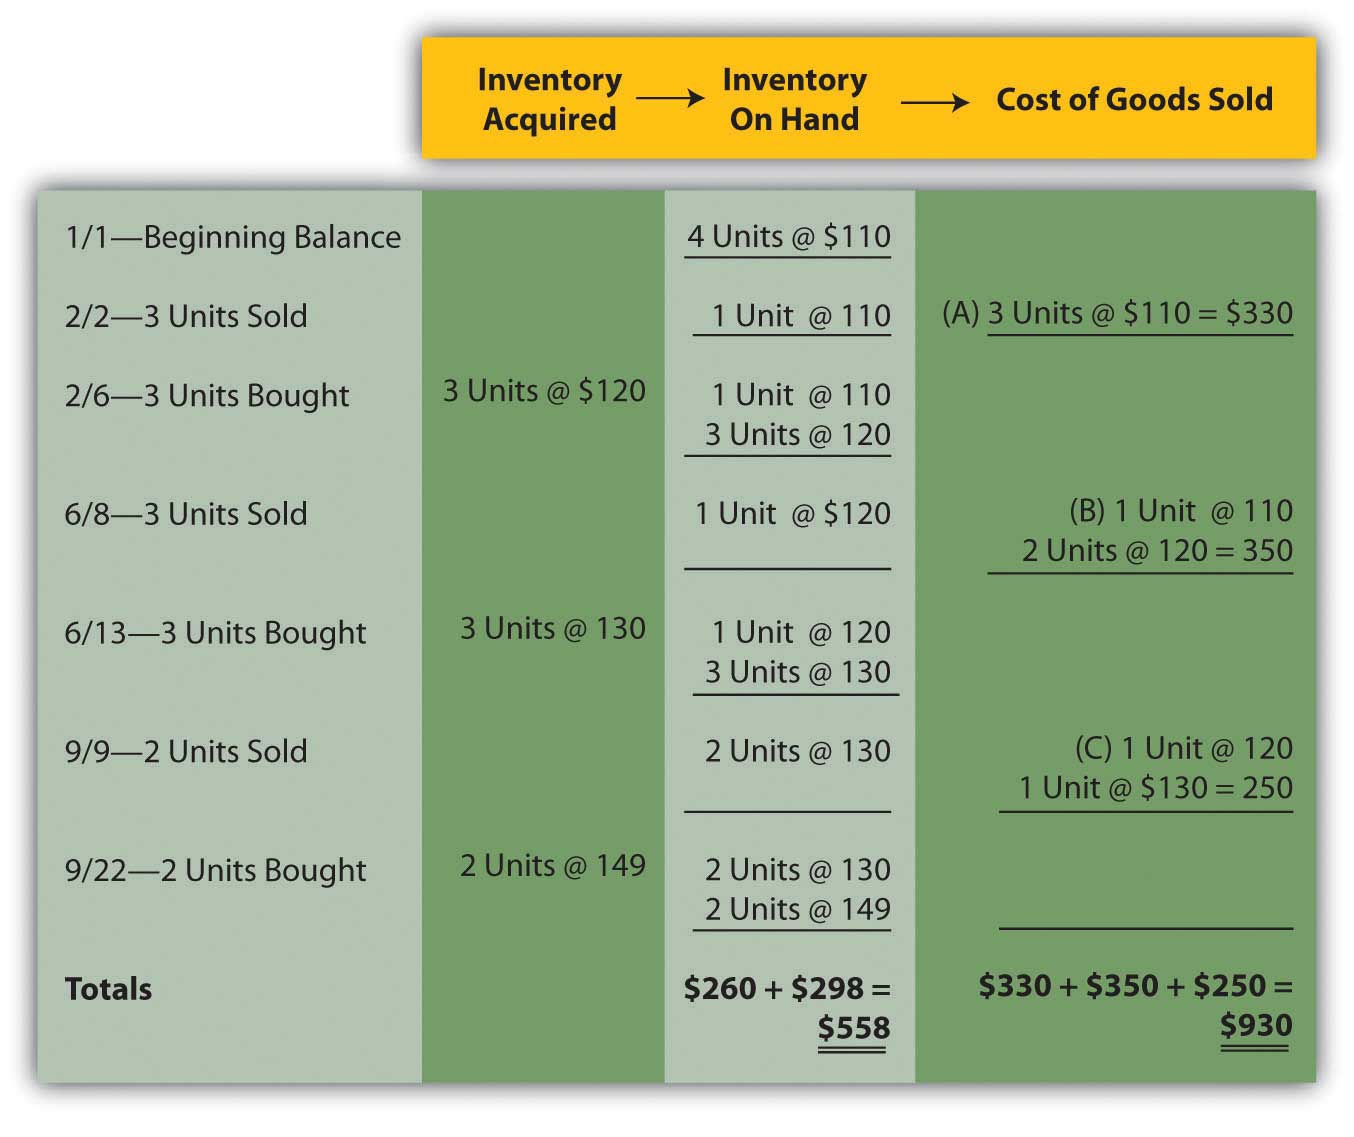 Inventory Acquired → Inventory On Hand → Cost of Goods Sold
1/1—Beginning Balance 4 Units @ $110
2/2—3 Units Sold 1 Unit @ 110 (A) 3 Units @ $110 = $330
2/6—3 Units Bought 3 Units @ $120 1 Unit @ 110
3 Units @ 120
6/8—3 Units Sold 1 Unit @ $120 (B) 1 Unit @ 110
2 Units @ 120 = 350
6/13—3 Units Bought 3 Units @ 130 1 Unit @ 120
3 Units @ 130
9/9—2 Units Sold 2 Units @ 130 (C) 1 Unit @ 120
1 Unit @ $130 = 250
9/22—2 Units Bought 2 Units @ 149 2 Units @ 130
2 Units @ 149
Totals $260 + $298 = $330 + $350 + $250 =
$558 $930